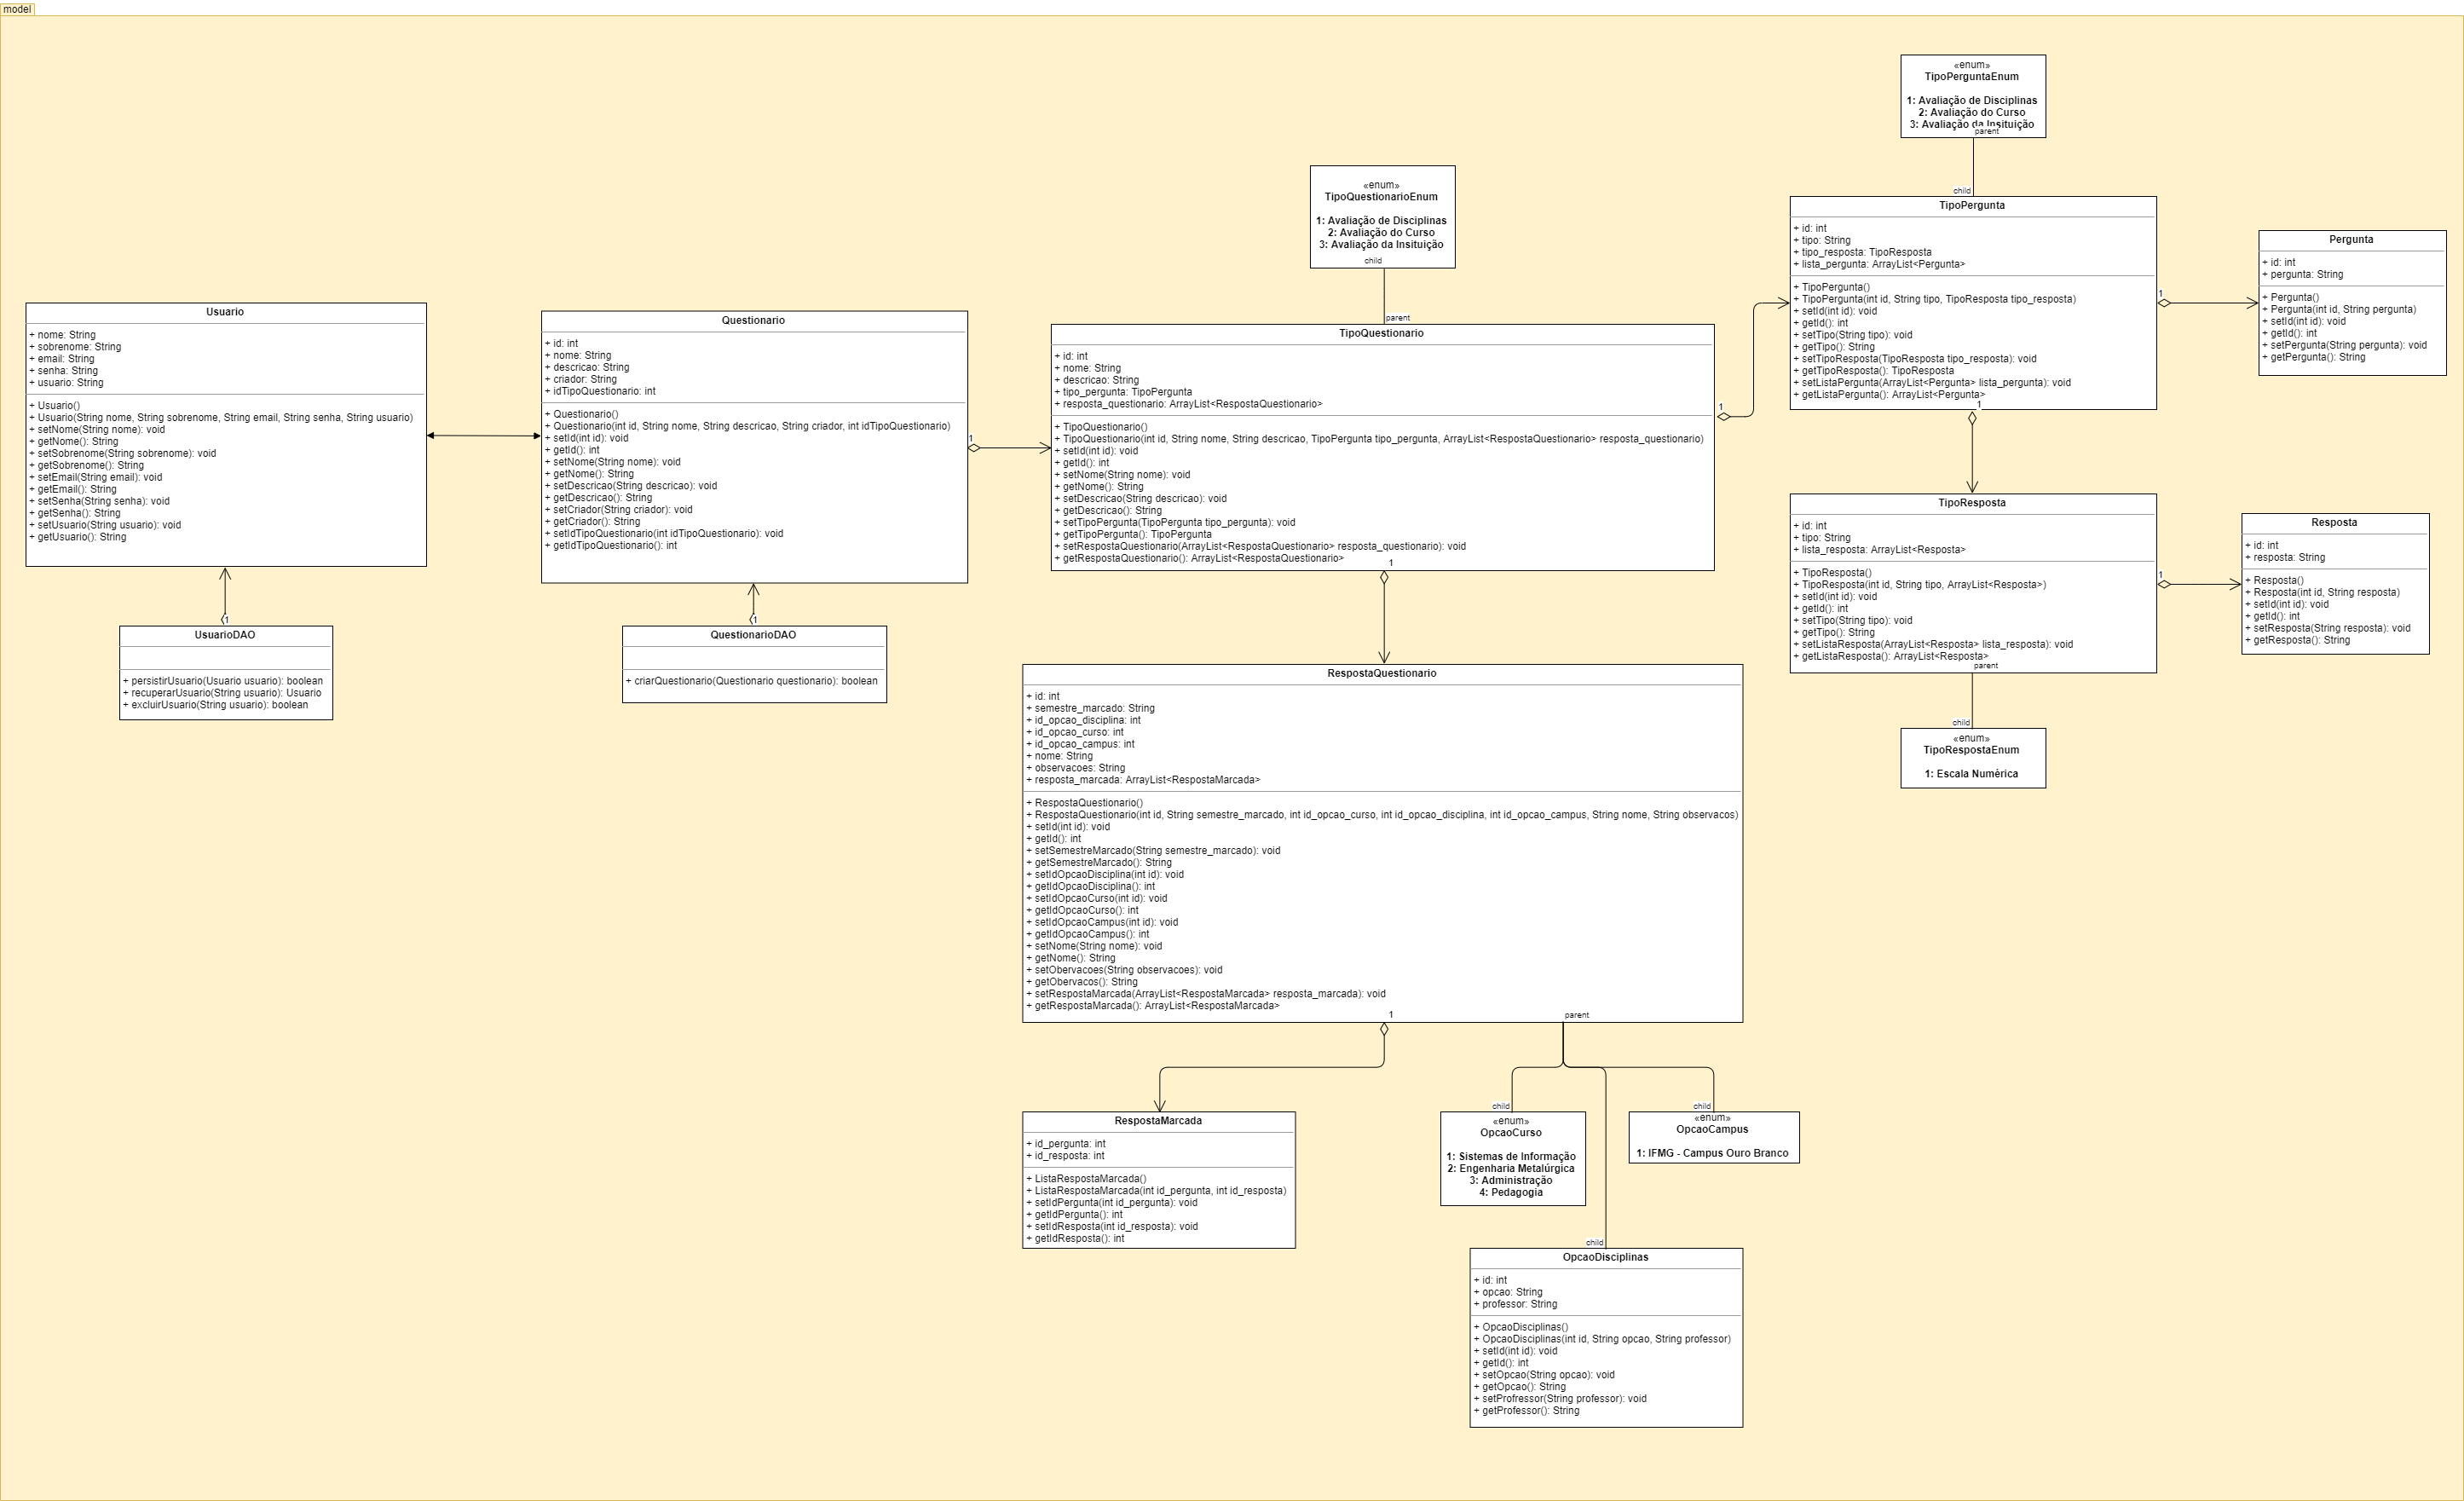 model
«enum»
TipoPerguntaEnum
1: Avaliação de Disciplinas
2: Avaliação do Curso
3: Avaliação da Insituição
parent
child
«enum»
TipoQuestionarioEnum
1: Avaliação de Disciplinas
2: Avaliação do Curso
3: Avaliação da Insituição
child
parent
TipoPergunta
+ id: int
+ tipo: String
+ tipo_resposta: TipoResposta
+ lista_pergunta: ArrayList<Pergunta>
+ TipoPergunta()
+ TipoPergunta(int id, String tipo, TipoResposta tipo_resposta)
+ setId(int id): void
+ getId(): int
+ setTipo(String tipo): void
+ getTipo(): String
+ setTipoResposta(TipoResposta tipo_resposta): void
+ getTipoResposta(): TipoResposta
+ setListaPergunta(ArrayList<Pergunta> lista_pergunta): void
+ getListaPergunta(): ArrayList<Pergunta>
1
1
Pergunta
+ id: int
+ pergunta: String
+ Pergunta()
+ Pergunta(int id, String pergunta)
+ setId(int id): void
+ getId(): int
+ setPergunta(String pergunta): void
+ getPergunta(): String
Usuario
+ nome: String
+ sobrenome: String
+ email: String
+ senha: String
+ usuario: String
+ Usuario()
+ Usuario(String nome, String sobrenome, String email, String senha, String usuario)
+ setNome(String nome): void
+ getNome(): String
+ setSobrenome(String sobrenome): void
+ getSobrenome(): String
+ setEmail(String email): void
+ getEmail(): String
+ setSenha(String senha): void
+ getSenha(): String
+ setUsuario(String usuario): void
+ getUsuario(): String
Questionario
+ id: int
+ nome: String
+ descricao: String
+ criador: String
+ idTipoQuestionario: int
+ Questionario()
+ Questionario(int id, String nome, String descricao, String criador, int idTipoQuestionario)
+ setId(int id): void
+ getId(): int
+ setNome(String nome): void
+ getNome(): String
+ setDescricao(String descricao): void
+ getDescricao(): String
+ setCriador(String criador): void
+ getCriador(): String
+ setIdTipoQuestionario(int idTipoQuestionario): void
+ getIdTipoQuestionario(): int
1
TipoQuestionario
+ id: int
+ nome: String
+ descricao: String
+ tipo_pergunta: TipoPergunta
+ resposta_questionario: ArrayList<RespostaQuestionario>
+ TipoQuestionario()
+ TipoQuestionario(int id, String nome, String descricao, TipoPergunta tipo_pergunta, ArrayList<RespostaQuestionario> resposta_questionario)
+ setId(int id): void
+ getId(): int
+ setNome(String nome): void
+ getNome(): String
+ setDescricao(String descricao): void
+ getDescricao(): String
+ setTipoPergunta(TipoPergunta tipo_pergunta): void
+ getTipoPergunta(): TipoPergunta
+ setRespostaQuestionario(ArrayList<RespostaQuestionario> resposta_questionario): void
+ getRespostaQuestionario(): ArrayList<RespostaQuestionario>
1
1
TipoResposta
+ id: int
+ tipo: String
+ lista_resposta: ArrayList<Resposta>
+ TipoResposta()
+ TipoResposta(int id, String tipo, ArrayList<Resposta>)
+ setId(int id): void
+ getId(): int
+ setTipo(String tipo): void
+ getTipo(): String
+ setListaResposta(ArrayList<Resposta> lista_resposta): void
+ getListaResposta(): ArrayList<Resposta>
parent
1
Resposta
+ id: int
+ resposta: String
+ Resposta()
+ Resposta(int id, String resposta)
+ setId(int id): void
+ getId(): int
+ setResposta(String resposta): void
+ getResposta(): String
child
«enum»
TipoRespostaEnum
1: Escala Numérica
1
UsuarioDAO
+ persistirUsuario(Usuario usuario): boolean
+ recuperarUsuario(String usuario): Usuario
+ excluirUsuario(String usuario): boolean
1
QuestionarioDAO
+ criarQuestionario(Questionario questionario): boolean
RespostaQuestionario
+ id: int
+ semestre_marcado: String
+ id_opcao_disciplina: int
+ id_opcao_curso: int
+ id_opcao_campus: int
+ nome: String
+ observacoes: String
+ resposta_marcada: ArrayList<RespostaMarcada>
+ RespostaQuestionario()
+ RespostaQuestionario(int id, String semestre_marcado, int id_opcao_curso, int id_opcao_disciplina, int id_opcao_campus, String nome, String observacos)
+ setId(int id): void
+ getId(): int
+ setSemestreMarcado(String semestre_marcado): void
+ getSemestreMarcado(): String
+ setIdOpcaoDisciplina(int id): void
+ getIdOpcaoDisciplina(): int
+ setIdOpcaoCurso(int id): void
+ getIdOpcaoCurso(): int
+ setIdOpcaoCampus(int id): void
+ getIdOpcaoCampus(): int
+ setNome(String nome): void
+ getNome(): String
+ setObervacoes(String observacoes): void
+ getObervacos(): String
+ setRespostaMarcada(ArrayList<RespostaMarcada> resposta_marcada): void
+ getRespostaMarcada(): ArrayList<RespostaMarcada>
1
parent
RespostaMarcada
+ id_pergunta: int
+ id_resposta: int
+ ListaRespostaMarcada()
+ ListaRespostaMarcada(int id_pergunta, int id_resposta)
+ setIdPergunta(int id_pergunta): void
+ getIdPergunta(): int
+ setIdResposta(int id_resposta): void
+ getIdResposta(): int
child
«enum»
OpcaoCurso
1: Sistemas de Informação
2: Engenharia Metalúrgica
3: Administração
4: Pedagogia
child
«enum»
OpcaoCampus
1: IFMG - Campus Ouro Branco
child
OpcaoDisciplinas
+ id: int
+ opcao: String
+ professor: String
+ OpcaoDisciplinas()
+ OpcaoDisciplinas(int id, String opcao, String professor)
+ setId(int id): void
+ getId(): int
+ setOpcao(String opcao): void
+ getOpcao(): String
+ setProfressor(String professor): void
+ getProfessor(): String